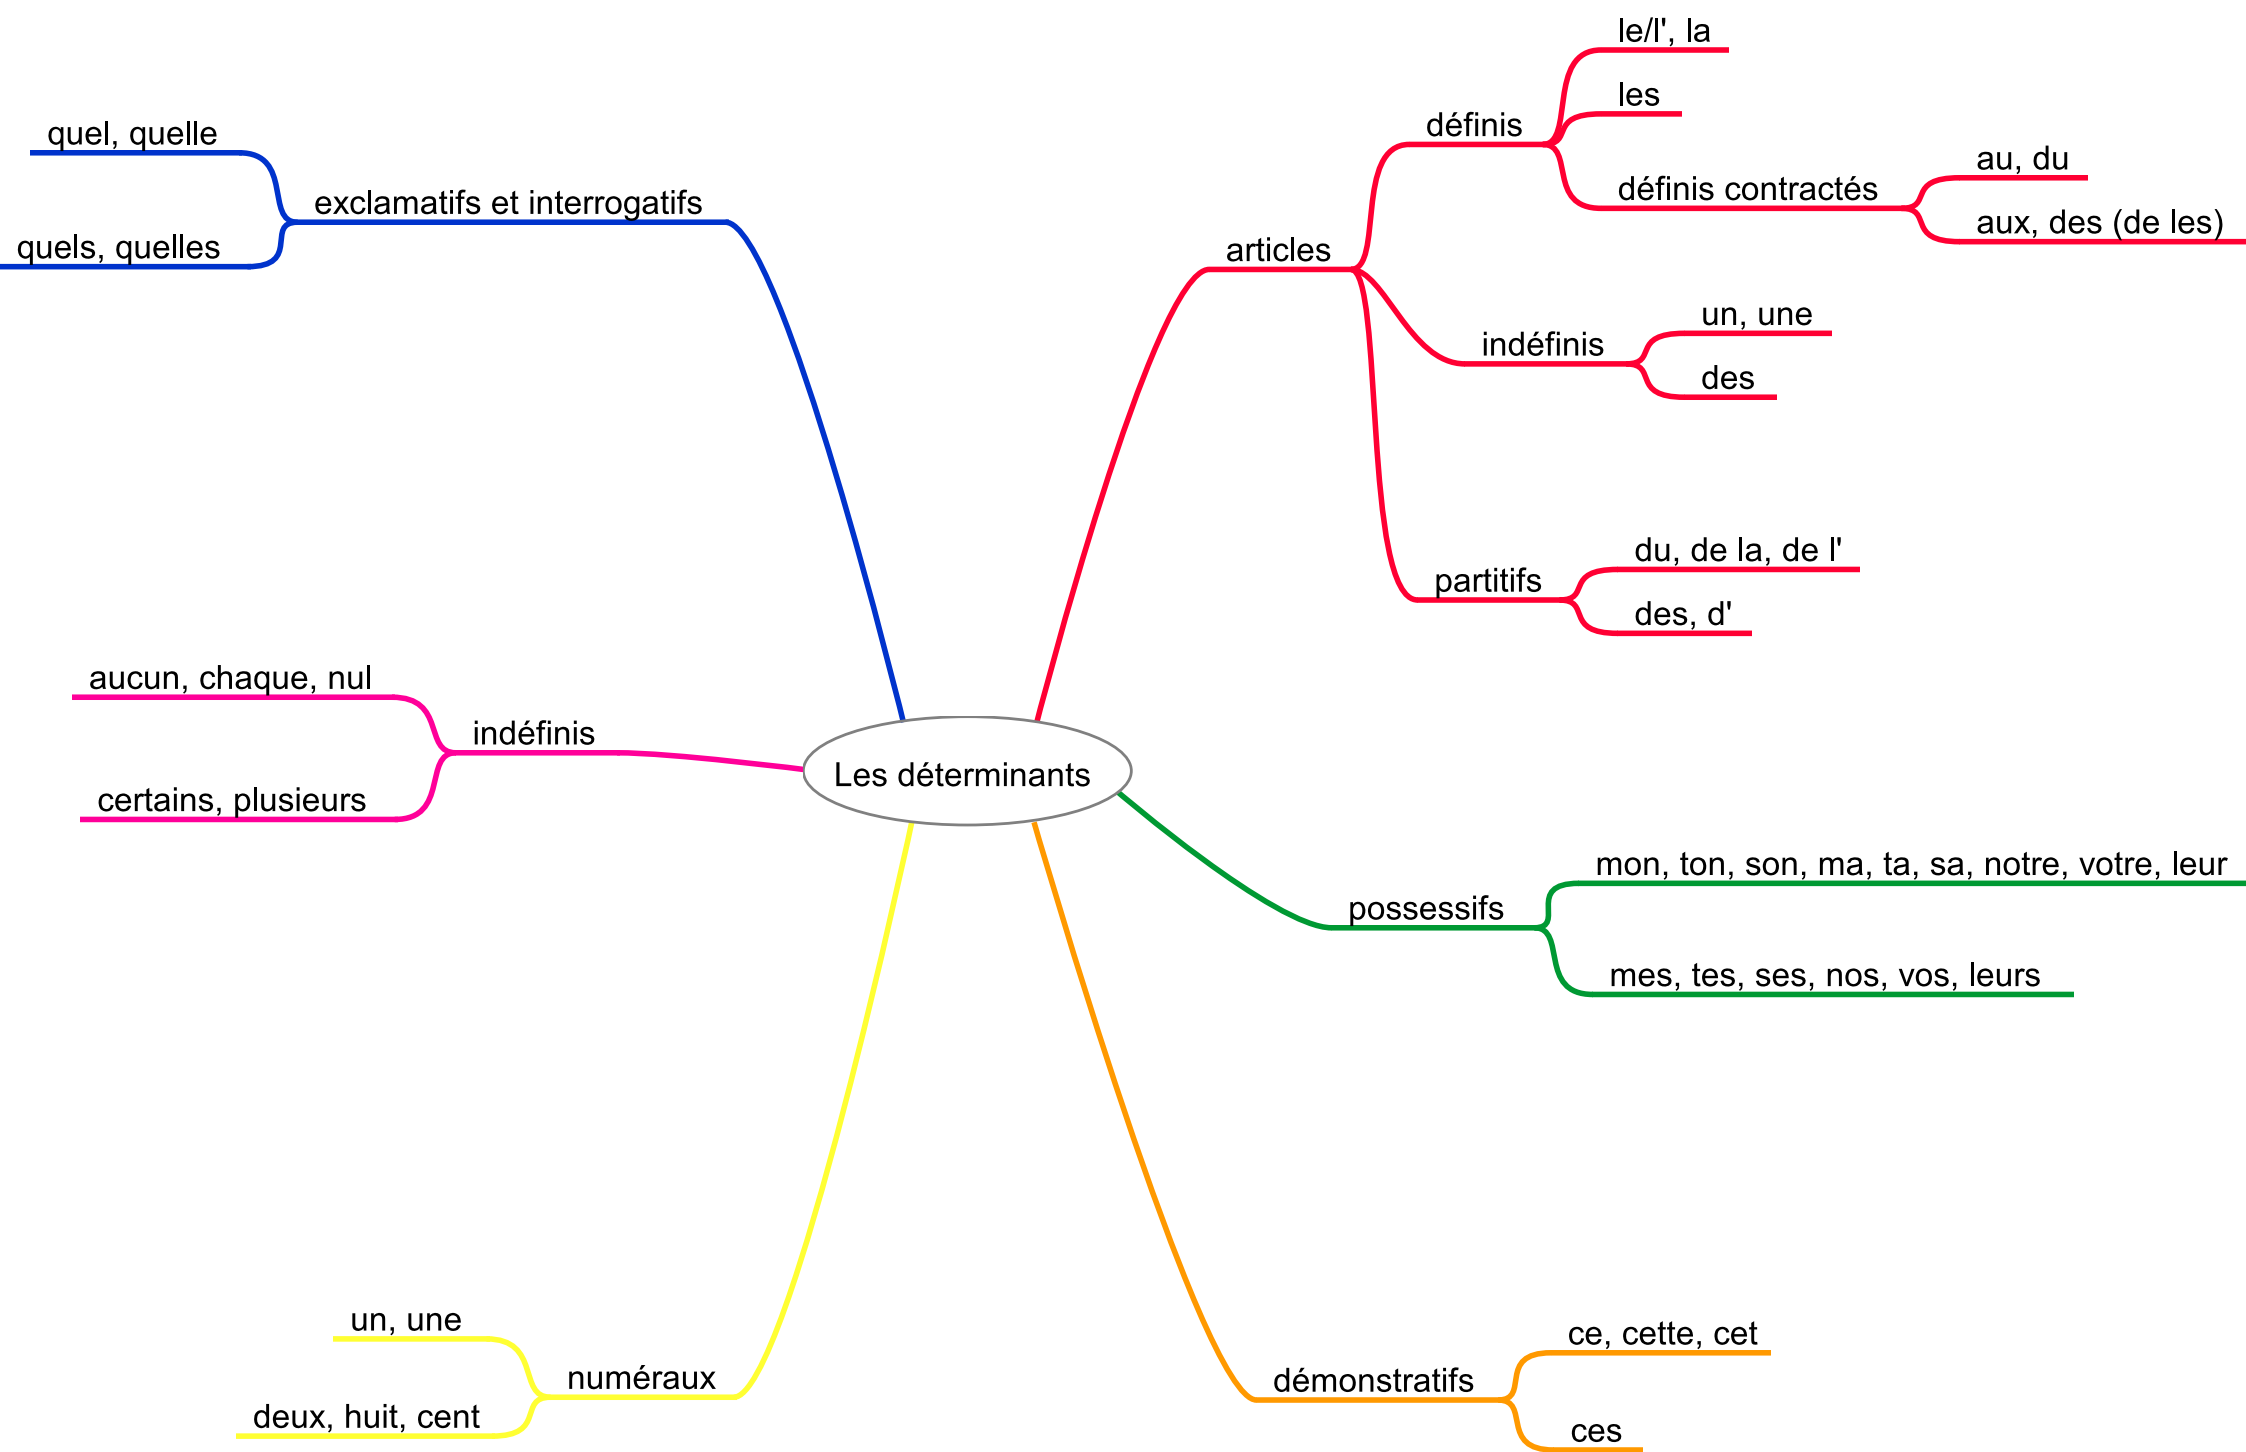 Les déterminants
articles
définis
le/l', la
les
définis contractés
au, du
aux, des (de les)
indéfinis
un, une
des
partitifs
du, de la, de l'
des, d'
possessifs
mon, ton, son, ma, ta, sa, notre, votre, leur
mes, tes, ses, nos, vos, leurs
démonstratifs
ce, cette, cet
ces
numéraux
un, une
deux, huit, cent
indéfinis
aucun, chaque, nul
certains, plusieurs
exclamatifs et interrogatifs
quel, quelle
quels, quelles